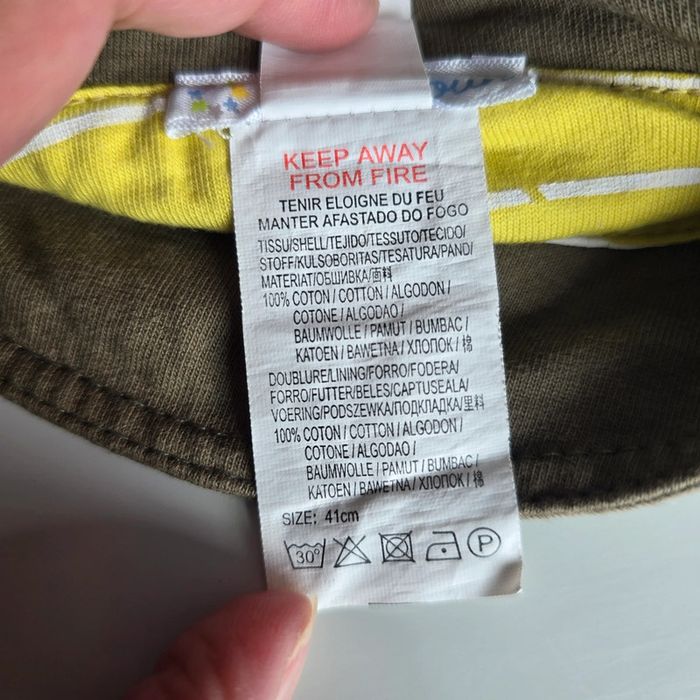 KEEP AWAY
FROM FIRE
TENIR ELOIGNE DU FEU
MANTER AFASTADO DO FOGO
TISSU/SHELL/TEJIDO/TESSUTO/TECIDO/
STOFF/KULSOBORITAS/TESATURA/PAND/
MATERIAT/ОБШИВКА/面料
100% COTON / COTTON / ALGODON /
COTONE / ALGODAO /
BAUMWOLLE / PAMUT / BUMBAC /
KATOEN / BAWETNA / ХЛОПОК / 棉
DOUBLURE/LINING/FORRO/FODERA/
FORRO/FUTTER/BELES/CAPTUSEALA/
VOERING/PODSZEWKA/ПОДКЛАДКА/里料
100% COTON / COTTON / ALGODON /
COTONE / ALGODAO /
BAUMWOLLE / PAMUT / BUMBAC /
KATOEN / BAWETNA / ХЛОПОК / 棉
SIZE: 41cm
30° P